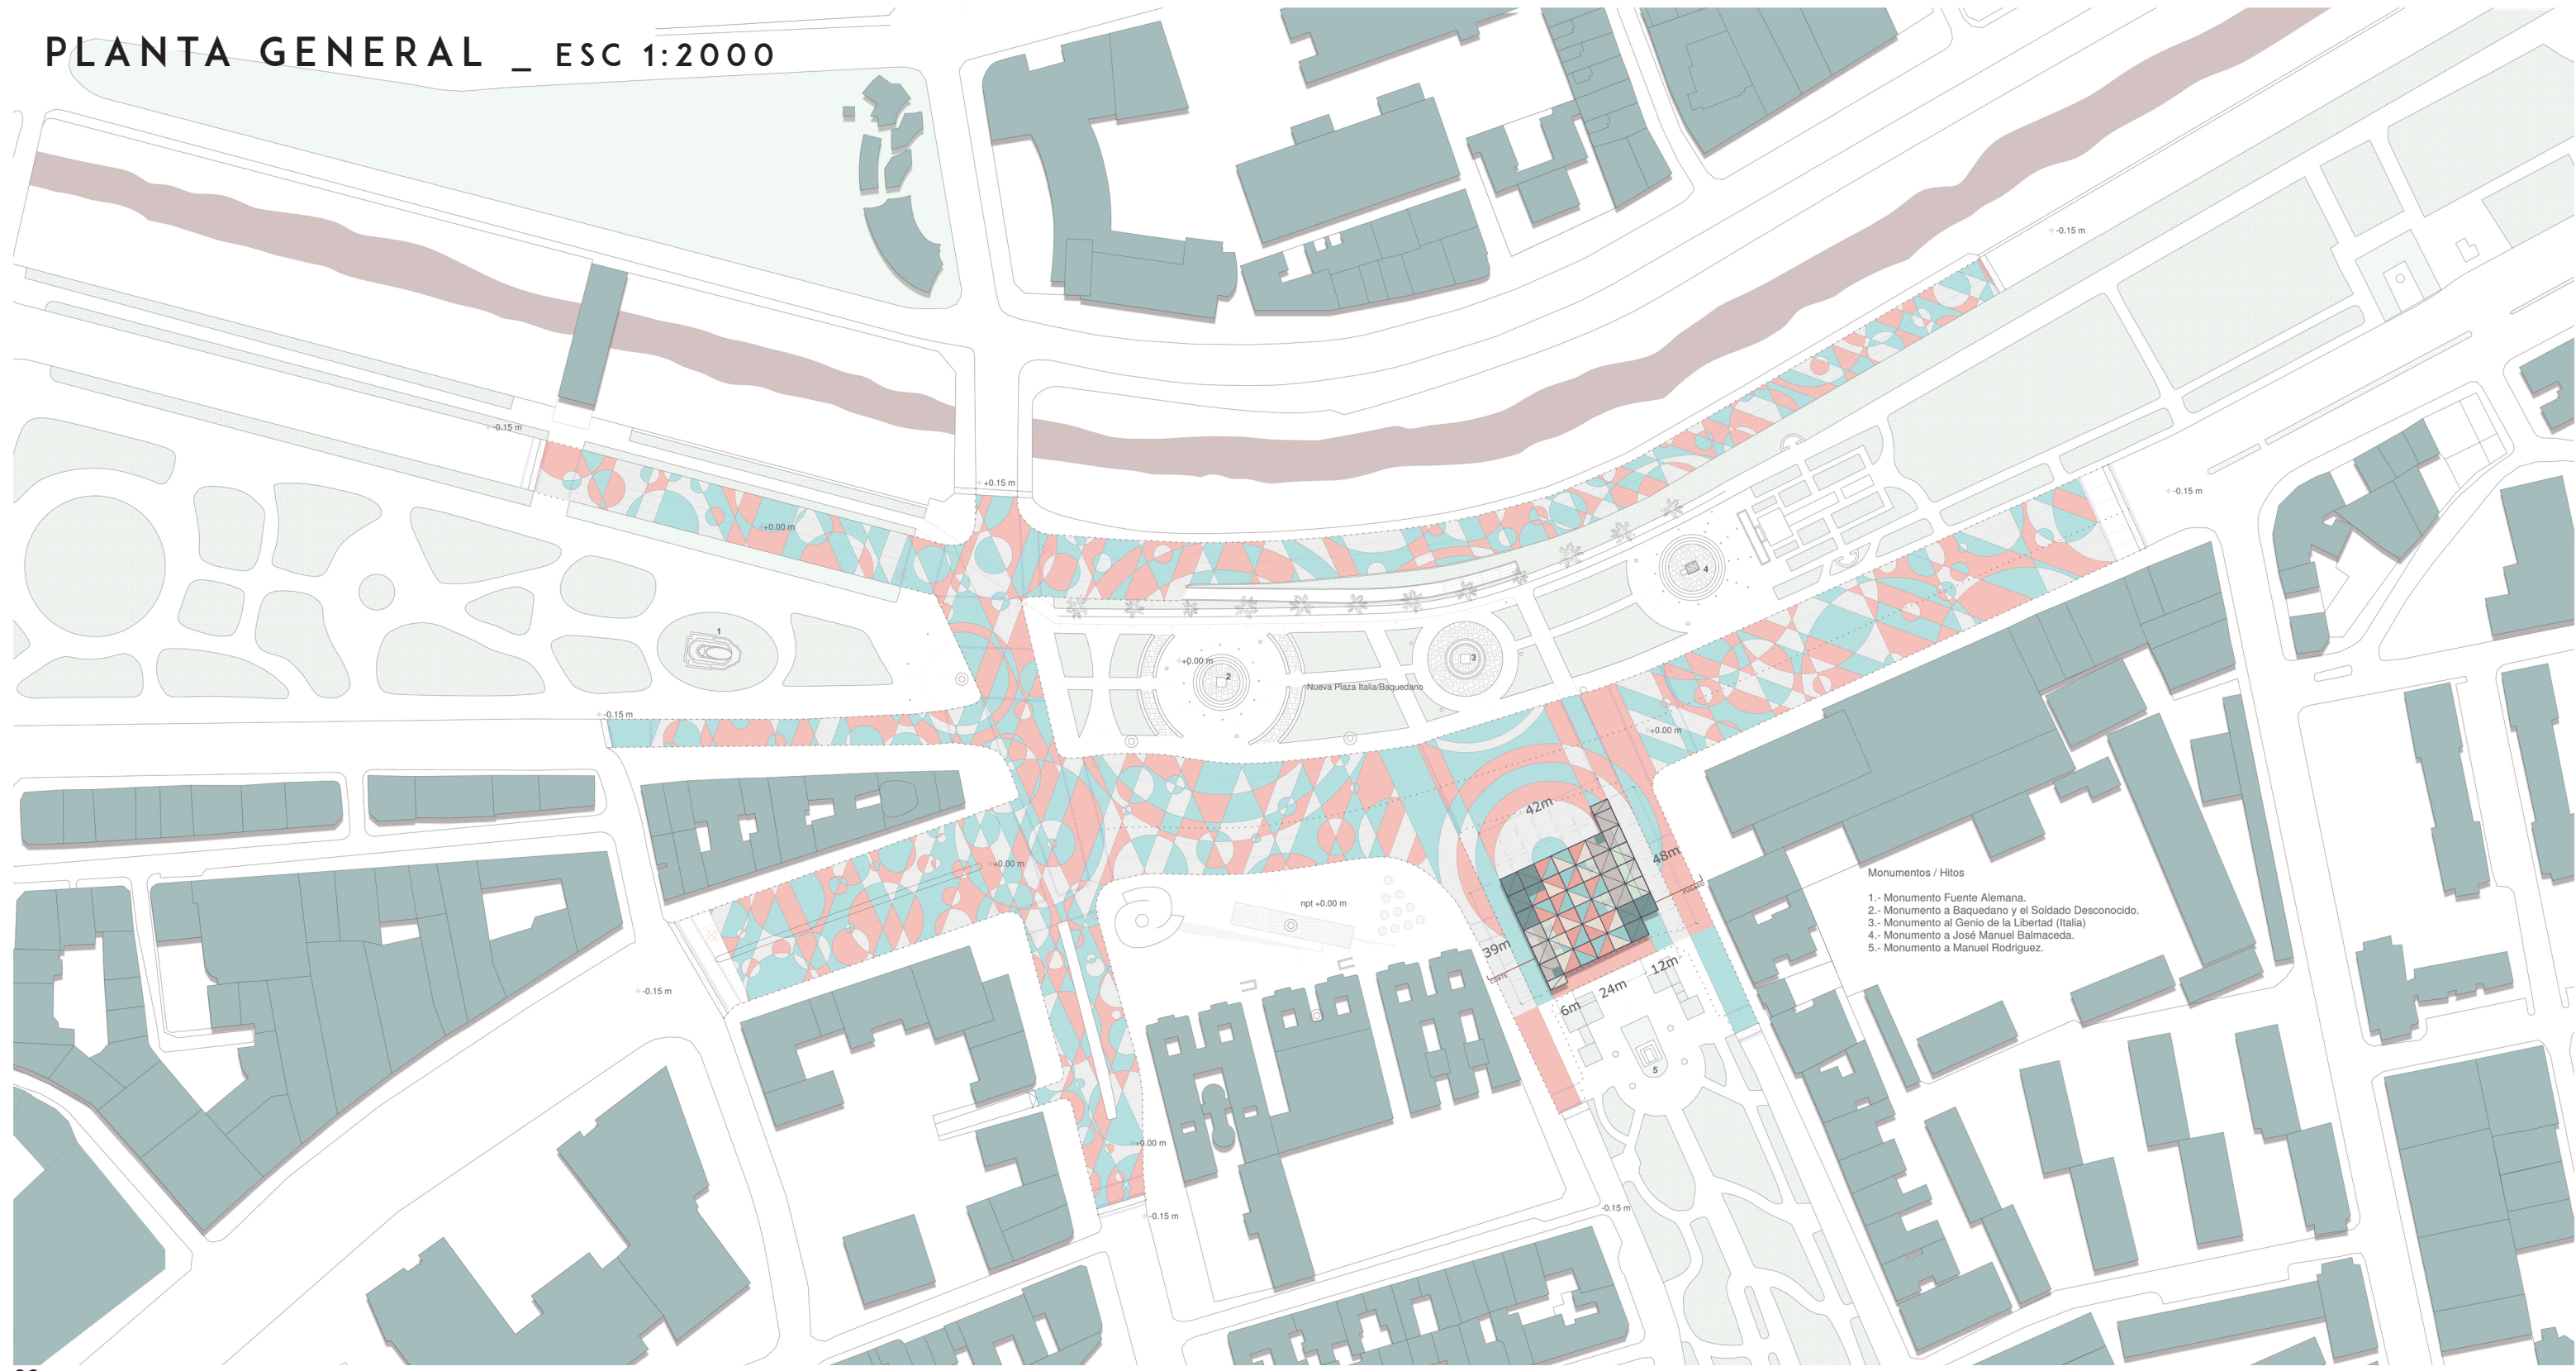 PLANTA GENERAL _ ESC 1:2000
-0.15 m
-0.15 m
+0.15 m
-0.15 m
+0.00 m
4
1
3
+0.00 m
2
Nueva Plaza Italia/Baquedano
-0.15 m
+0.00 m
42m
48m
+0.00 m
Monumentos / Hitos
1.- Monumento Fuente Alemana.
2.- Monumento a Baquedano y el Soldado Desconocido.
3.- Monumento al Genio de la Libertad (Italia)
4.- Monumento a José Manuel Balmaceda.
5.- Monumento a Manuel Rodriguez.
npt +0.00 m
39m
12m
CORTE
24m
6m
-0.15 m
5
+0.00 m
-0.15 m
-0.15 m